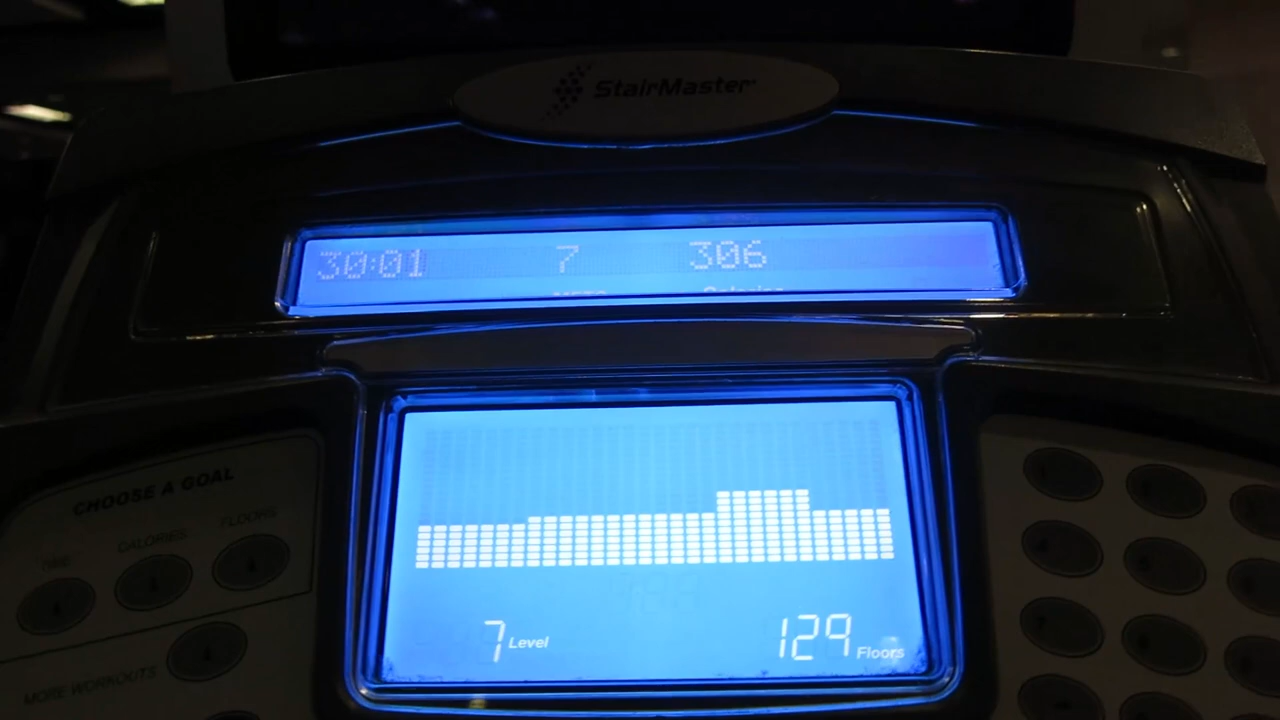 StairMaster
30:01 7 306
METS Calories
CHOOSE A GOAL
TIME CALORIES FLOORS
MORE WORKOUTS
7 Level 129 Floors